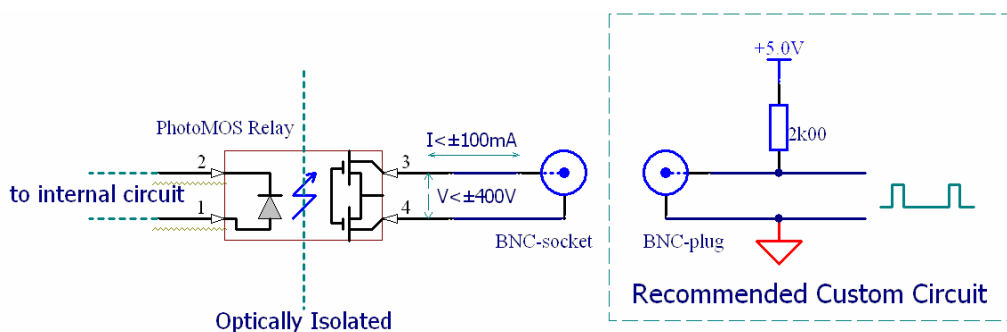 PhotoMOS Relay
2
to internal circuit
1
3
I<±100mA
V<±400V
4
BNC-socket
Optically Isolated
+5.0V
2k00
BNC-plug
Recommended Custom Circuit